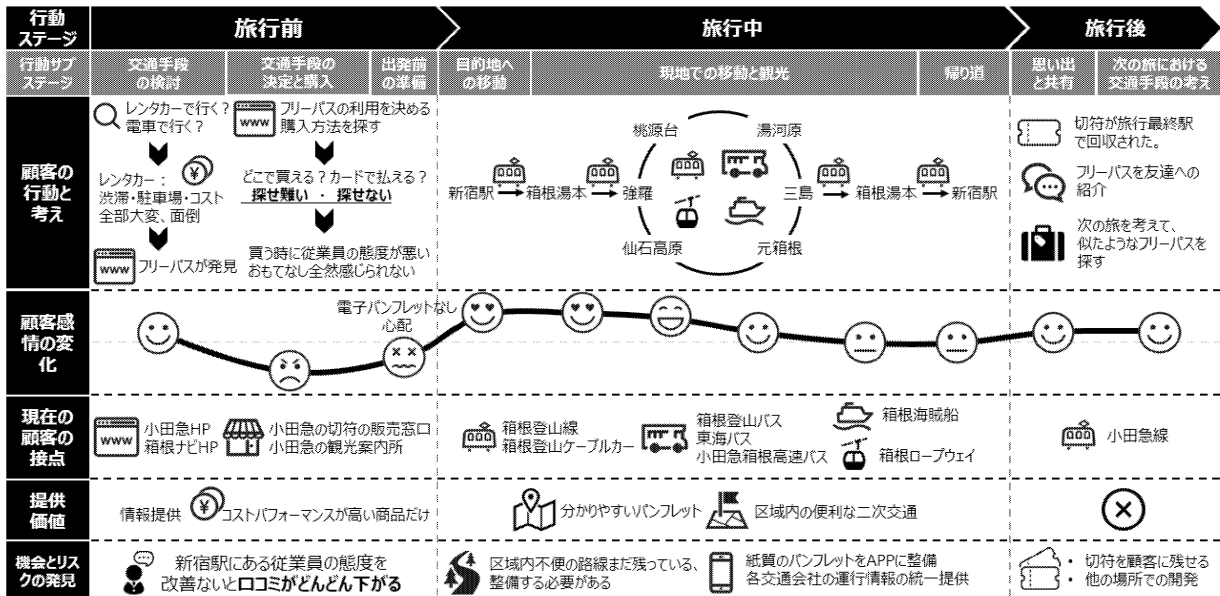 行動
ステージ
旅行前
旅行中
旅行後
行動サブ
ステージ
交通手段
の検討
交通手段の
決定と購入
出発前
の準備
目的地へ
の移動
現地での移動と観光
帰り道
思い出
と共有
次の旅における
交通手段の考え
顧客の
行動と
考え
レンタカーで行く?
電車で行く?
レンタカー:
¥
渋滞・駐車場・コスト
全部大変、面倒
www
フリーパスが発見
www
フリーパスの利用を決める
購入方法を探す
どこで買える?カードで払える?
探せ難い ・ 探せない
買う時に従業員の態度が悪い
おもてなし全然感じられない
新宿駅
箱根湯本
強羅
桃源台
湯河原
仙石高原
元箱根
三島
箱根湯本
新宿駅
切符が旅行最終駅
で回収された。
フリーパスを友達への
紹介
次の旅を考えて、
似たようなフリーパスを
探す
顧客感
情の変
化
電子パンフレットなし
心配
現在の
顧客の
接点
www
小田急HP
箱根ナビHP
小田急の切符の販売窓口
小田急の観光案内所
箱根登山線
箱根登山ケーブルカー
箱根登山バス
東海バス
小田急箱根高速バス
箱根海賊船
箱根ロープウェイ
小田急線
提供
価値
情報提供
¥
コストパフォーマンスが高い商品だけ
分かりやすいパンフレット
区域内の便利な二次交通
機会とリス
クの発見
新宿駅にある従業員の態度を
改善ないと口コミがどんどん下がる
区域内不便の路線まだ残っている、
整備する必要がある
紙質のパンフレットをAPPに整備
各交通会社の運行情報の統一提供
・ 切符を顧客に残せる
・ 他の場所での開発